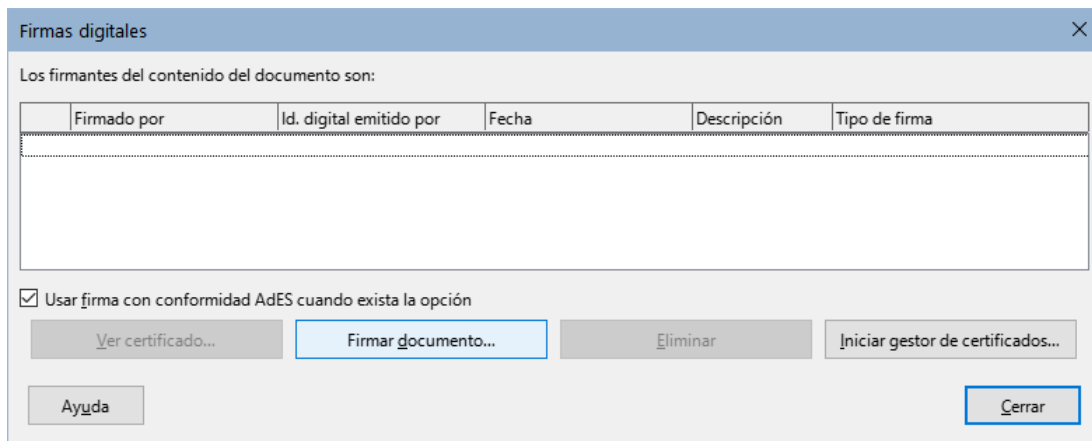 Firmas digitales
Los firmantes del contenido del documento son:
Firmado por Id. digital emitido por Fecha Descripción Tipo de firma
Usar firma con conformidad AdES cuando exista la opción
Ver certificado... Firmar documento... Eliminar Iniciar gestor de certificados...
Ayuda Cerrar